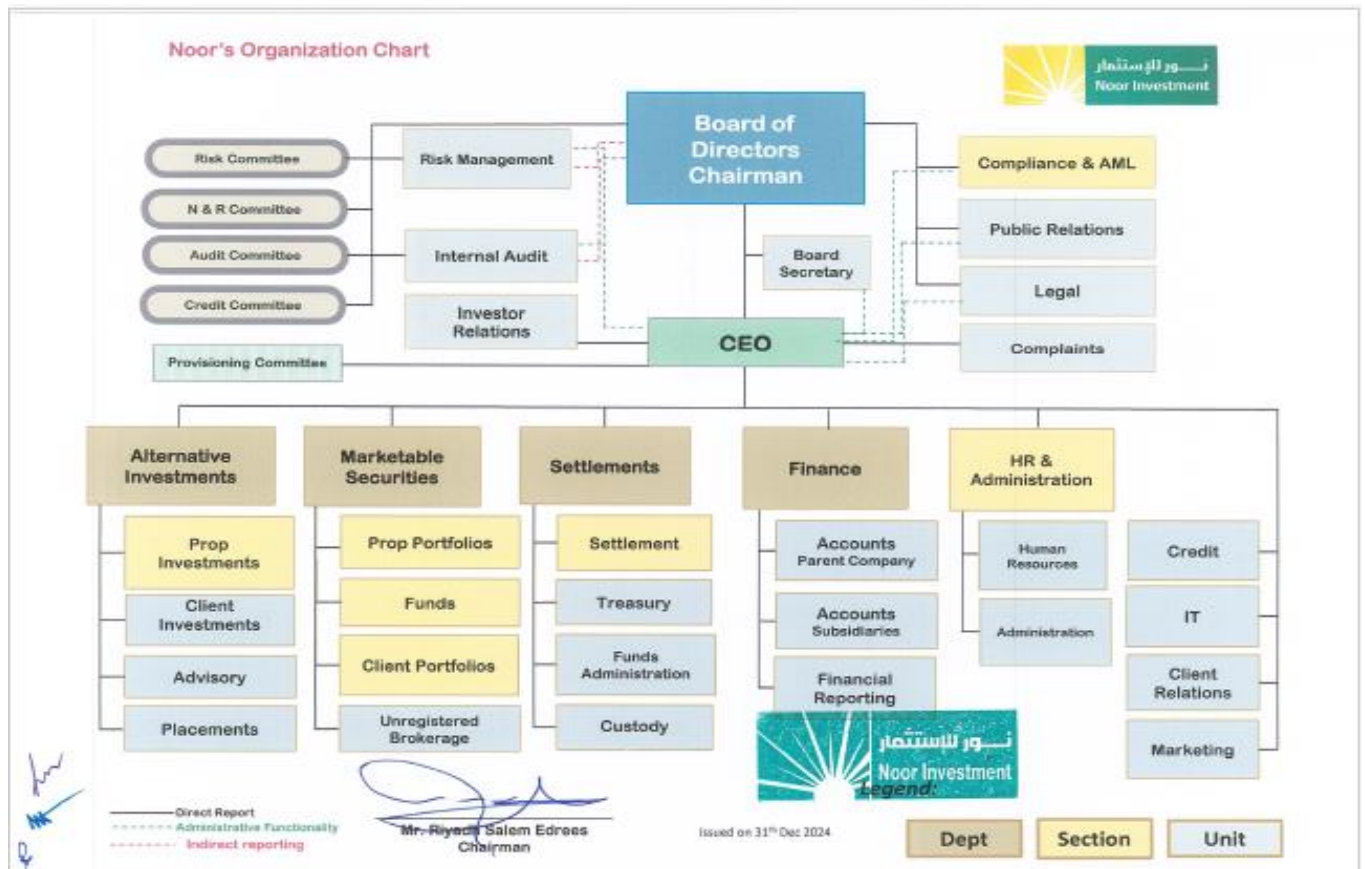 Noor's Organization Chart
نور للإستثمار
Noor Investment
Board of
Directors
Chairman
Risk Committee
N & R Committee
Audit Committee
Credit Committee
Provisioning Committee
Risk Management
Internal Audit
Investor
Relations
Board
Secretary
CEO
Compliance & AML
Public Relations
Legal
Complaints
Alternative
Investments
Prop
Investments
Client
Investments
Advisory
Placements
Marketable
Securities
Prop Portfolios
Funds
Client Portfolios
Unregistered
Brokerage
Settlements
Settlement
Treasury
Funds
Administration
Custody
Finance
Accounts
Parent Company
Accounts
Subsidiaries
Financial
Reporting
HR &
Administration
Human
Resources
Administration
Credit
IT
Client
Relations
Marketing
نور للاستثمار
Noor Investment
Legend:
Direct Report
Administrative Functionality
Indirect reporting
Mr. Riyadh Salem Edrees
Chairman
Issued on 31th Dec 2024
Dept
Section
Unit